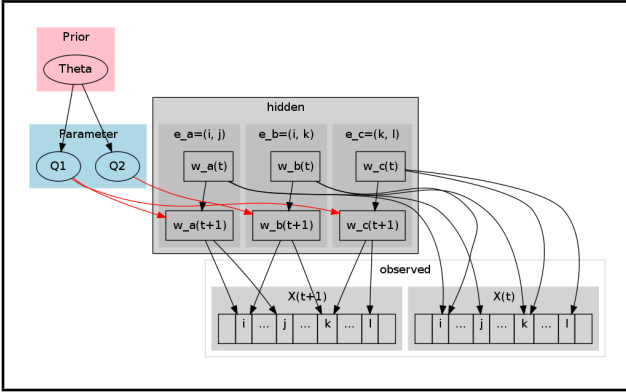 Prior
Theta
Parameter
Q1
Q2
hidden
e_a=(i, j)
e_b=(i, k)
e_c=(k, l)
w_a(t)
w_b(t)
w_c(t)
w_a(t+1)
w_b(t+1)
w_c(t+1)
observed
X(t+1)
X(t)
i ... j ... k ... l
i ... j ... k ... l